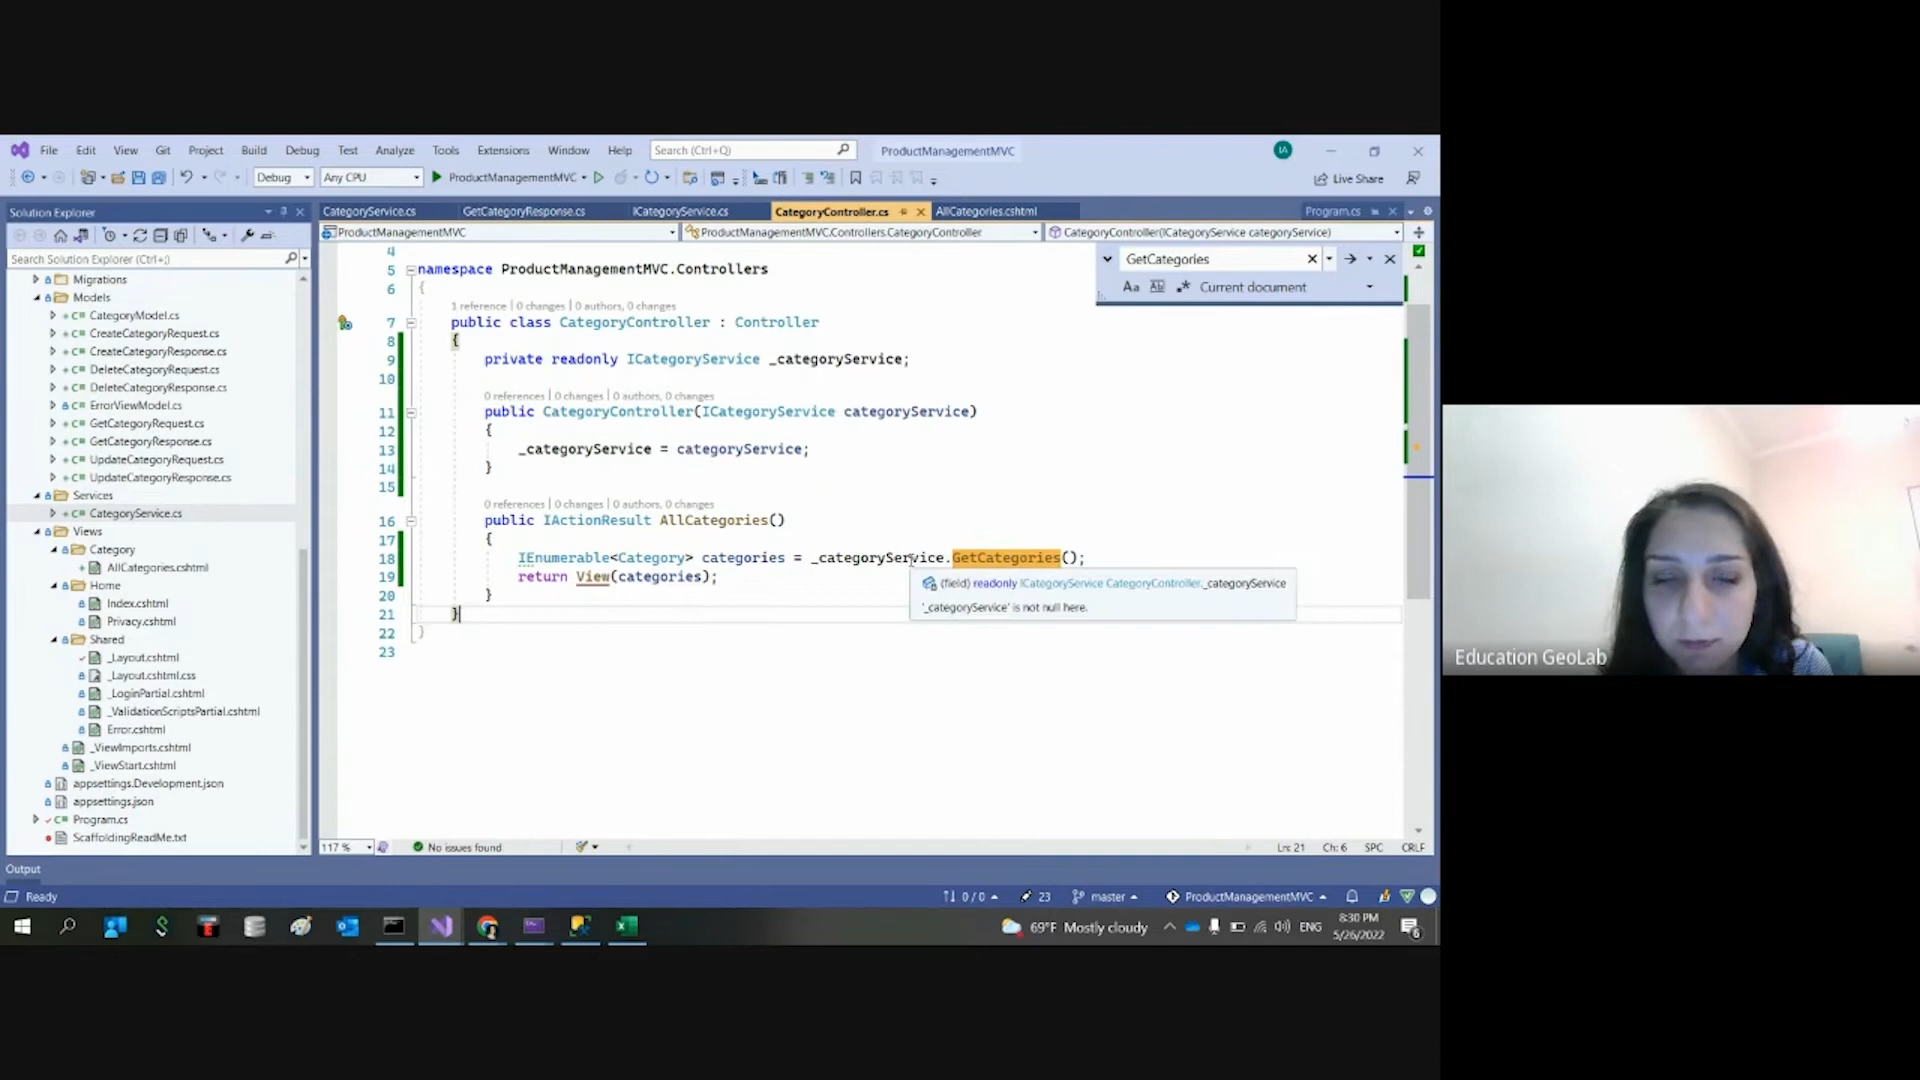 File Edit View Git Project Build Debug Test Analyze Tools Extensions Window Help Search (Ctrl+Q) ProductManagementMVC IA
Debug Any CPU ProductManagementMVC Live Share
Solution Explorer
Search Solution Explorer (Ctrl+;)
Migrations
Models
CategoryModel.cs
CreateCategoryRequest.cs
CreateCategoryResponse.cs
DeleteCategoryRequest.cs
DeleteCategoryResponse.cs
ErrorViewModel.cs
GetCategoryRequest.cs
GetCategoryResponse.cs
UpdateCategoryRequest.cs
UpdateCategoryResponse.cs
Services
CategoryService.cs
Views
Category
AllCategories.cshtml
Home
Index.cshtml
Privacy.cshtml
Shared
_Layout.cshtml
_Layout.cshtml.css
_LoginPartial.cshtml
_ValidationScriptsPartial.cshtml
Error.cshtml
_ViewImports.cshtml
_ViewStart.cshtml
appsettings.Development.json
appsettings.json
Program.cs
ScaffoldingReadMe.txt
CategoryService.cs GetCategoryResponse.cs ICategoryService.cs CategoryController.cs AllCategories.cshtml Program.cs
ProductManagementMVC ProductManagementMVC.Controllers.CategoryController CategoryController(ICategoryService categoryService)
GetCategories
Aa Ab Current document
4
5 namespace ProductManagementMVC.Controllers
6 {
1 reference | 0 changes | 0 authors, 0 changes
7 public class CategoryController : Controller
8 {
9 private readonly ICategoryService _categoryService;
10
0 references | 0 changes | 0 authors, 0 changes
11 public CategoryController(ICategoryService categoryService)
12 {
13 _categoryService = categoryService;
14 }
15
0 references | 0 changes | 0 authors, 0 changes
16 public IActionResult AllCategories()
17 {
18 IEnumerable<Category> categories = _categoryService.GetCategories();
19 return View(categories);
20 }
21 }
22 }
23
(field) readonly ICategoryService CategoryController._categoryService
'_categoryService' is not null here.
117 % No issues found Ln: 21 Ch: 6 SPC CRLF
Output
Ready 0 / 0 23 master ProductManagementMVC
69°F Mostly cloudy ENG 8:30 PM
5/26/2022 6
Education GeoLab